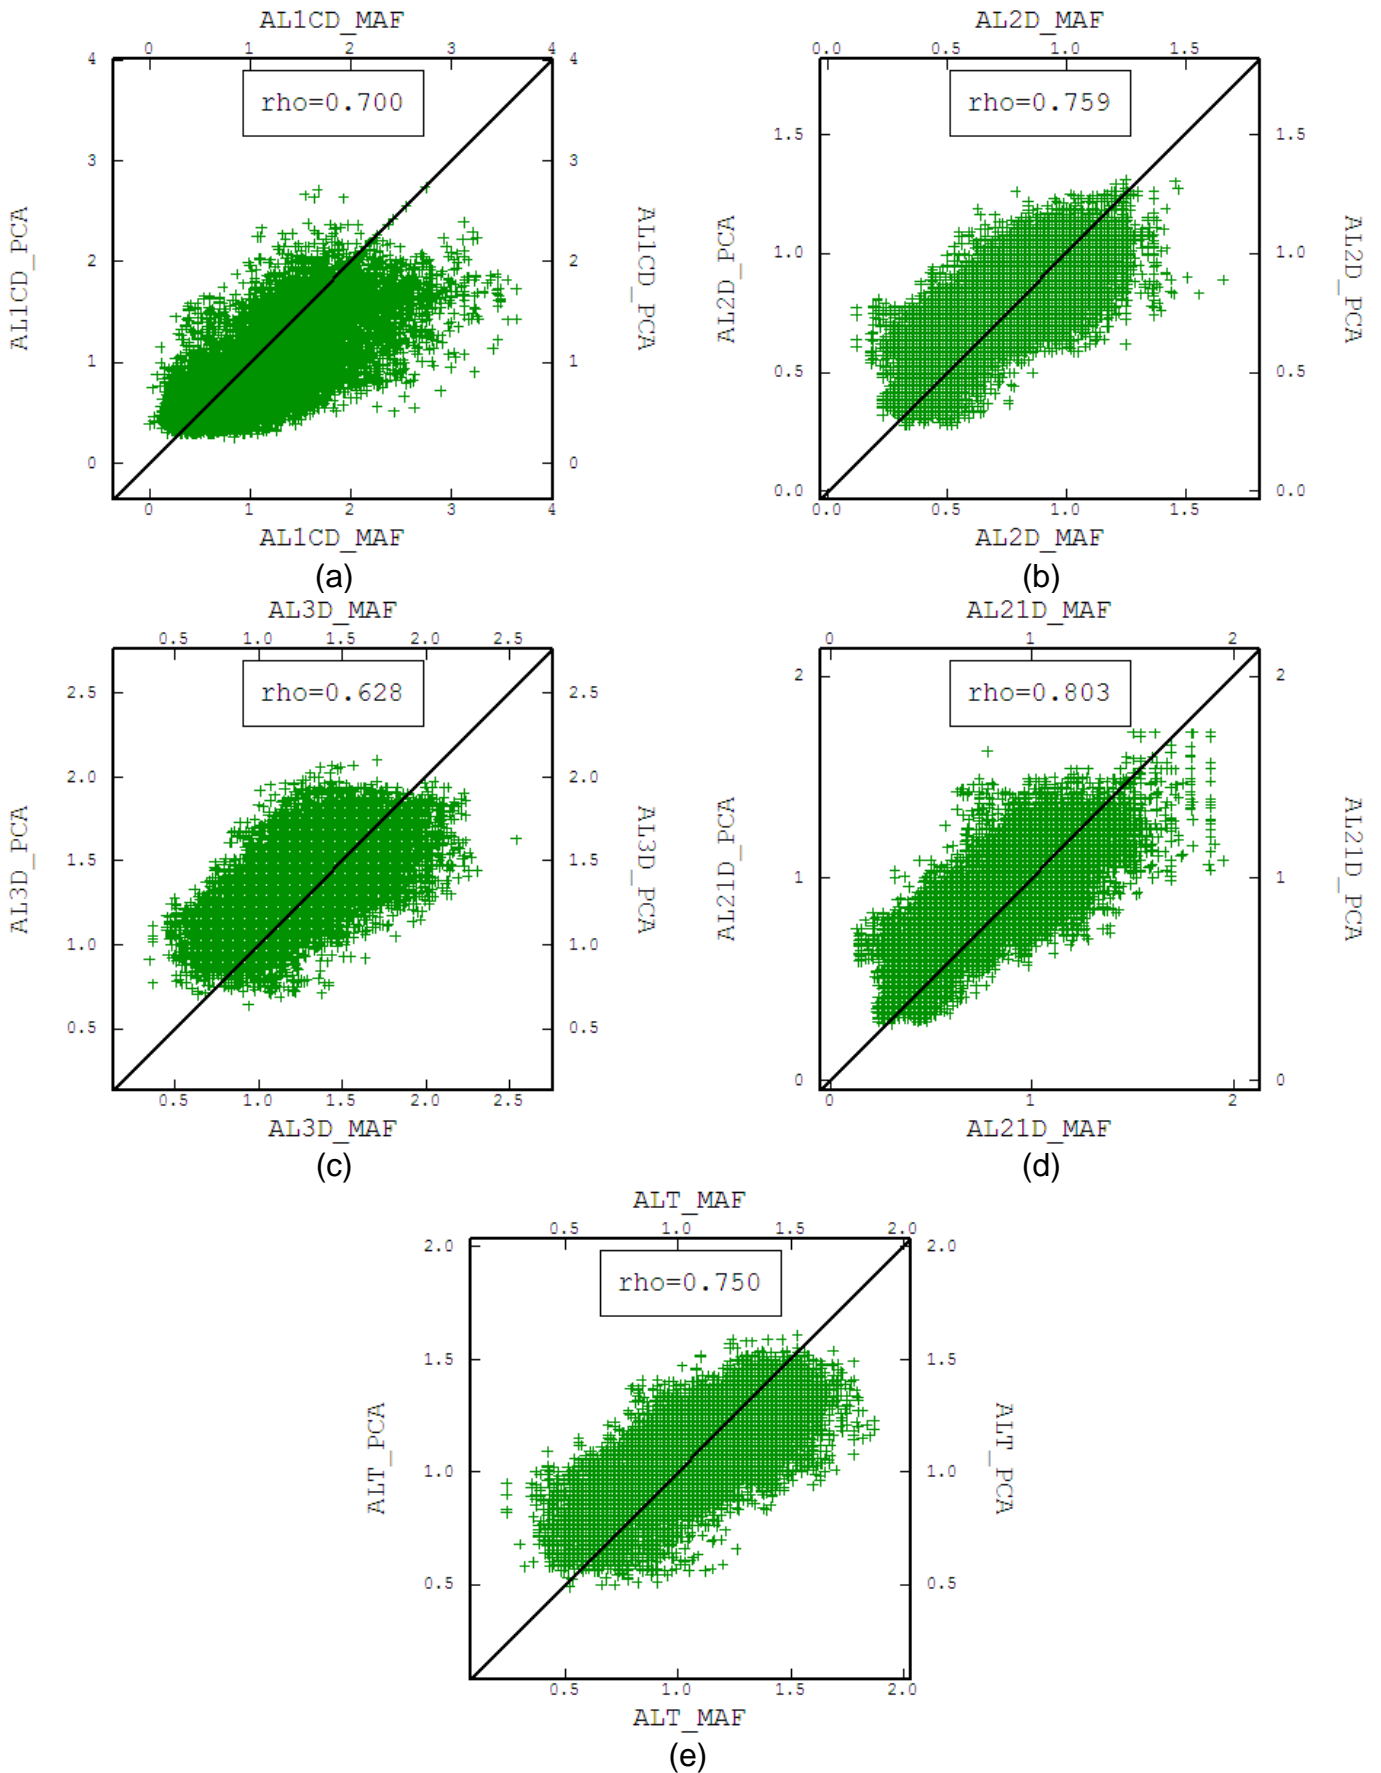 AL1CD_MAF
0 1 2 3 4
4 4
rho=0.700
3 3
AL1CD_PCA
AL1CD_PCA
2 2
1 1
0 0
0 1 2 3 4
AL1CD_MAF
(a)
AL2D_MAF
0.0 0.5 1.0 1.5
rho=0.759
1.5 1.5
AL2D_PCA
AL2D_PCA
1.0 1.0
0.5 0.5
0.0 0.0
0.0 0.5 1.0 1.5
AL2D_MAF
(b)
AL3D_MAF
0.5 1.0 1.5 2.0 2.5
rho=0.628
2.5 2.5
2.0 2.0
AL3D_PCA
AL3D_PCA
1.5 1.5
1.0 1.0
0.5 0.5
0.5 1.0 1.5 2.0 2.5
AL3D_MAF
(c)
AL21D_MAF
0 1 2
2 2
rho=0.803
AL21D_PCA
AL21D_PCA
1 1
0 0
0 1 2
AL21D_MAF
(d)
ALT_MAF
0.5 1.0 1.5 2.0
2.0 2.0
rho=0.750
1.5 1.5
ALT_PCA
ALT_PCA
1.0 1.0
0.5 0.5
0.5 1.0 1.5 2.0
ALT_MAF
(e)